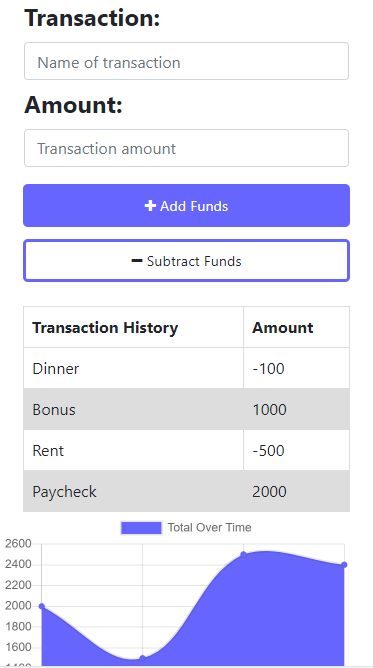 Transaction:
Name of transaction
Amount:
Transaction amount
Add Funds
Subtract Funds
Transaction History Amount
Dinner -100
Bonus 1000
Rent -500
Paycheck 2000
Total Over Time
2600
2400
2200
2000
1800
1600
1400